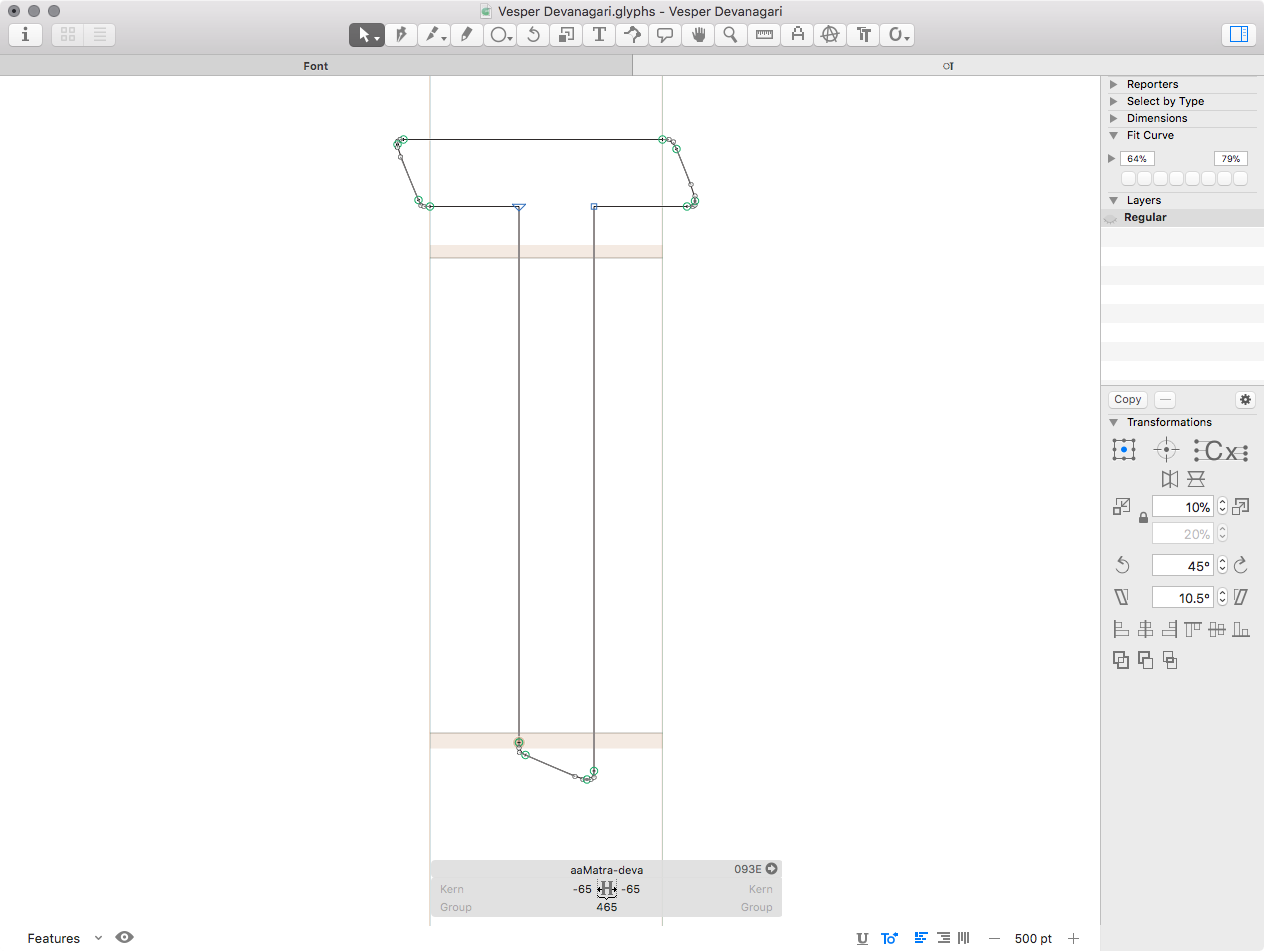 Vesper Devanagari.glyphs - Vesper Devanagari
Font
Reporters
Select by Type
Dimensions
Fit Curve
64% 79%
Layers
Regular
Copy
Transformations
10%
20%
45°
10.5°
aaMatra-deva 093E
Kern -65 H -65 Kern
Group 465 Group
Features 500 pt